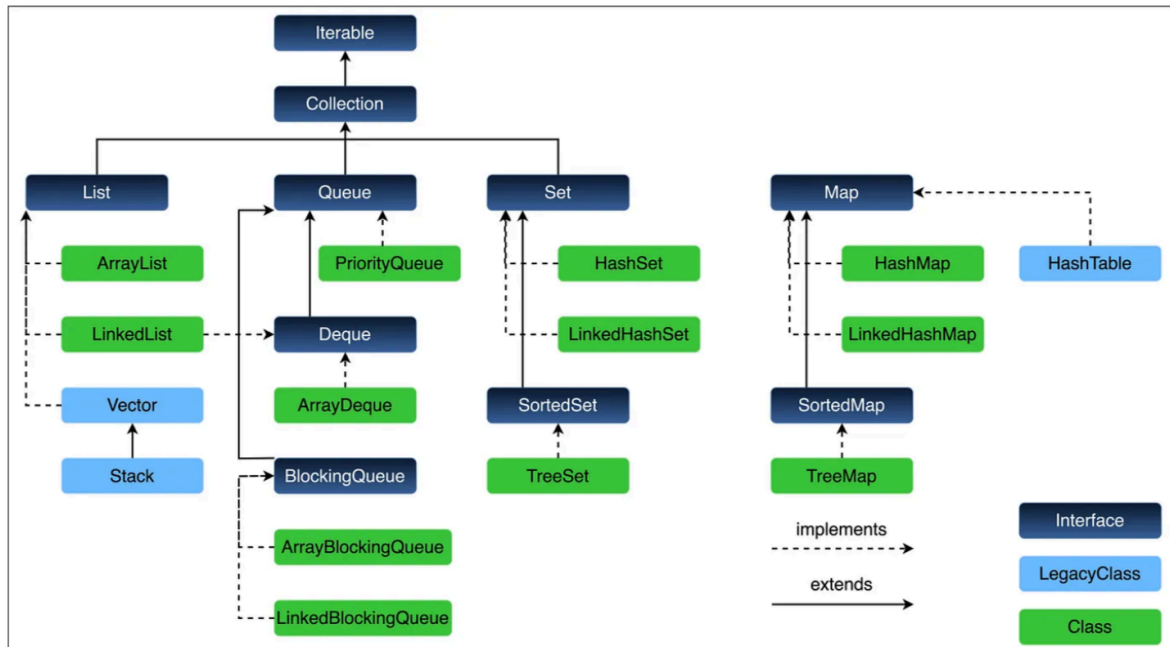 Iterable
Collection
List
Queue
Set
Map
ArrayList
PriorityQueue
HashSet
HashMap
HashTable
LinkedList
Deque
LinkedHashSet
LinkedHashMap
Vector
ArrayDeque
SortedSet
SortedMap
Stack
BlockingQueue
TreeSet
TreeMap
Interface
implements
ArrayBlockingQueue
LegacyClass
extends
LinkedBlockingQueue
Class